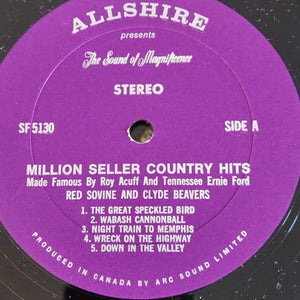 ALLSHIRE
presents
The Sound of Magnificence
STEREO
SF5130 SIDE A
MILLION SELLER COUNTRY HITS
Made Famous By Roy Acuff And Tennessee Ernie Ford
RED SOVINE AND CLYDE BEAVERS
1. THE GREAT SPECKLED BIRD
2. WABASH CANNONBALL
3. NIGHT TRAIN TO MEMPHIS
4. WRECK ON THE HIGHWAY
5. DOWN IN THE VALLEY
PRODUCED IN CANADA BY ARC SOUND LIMITED